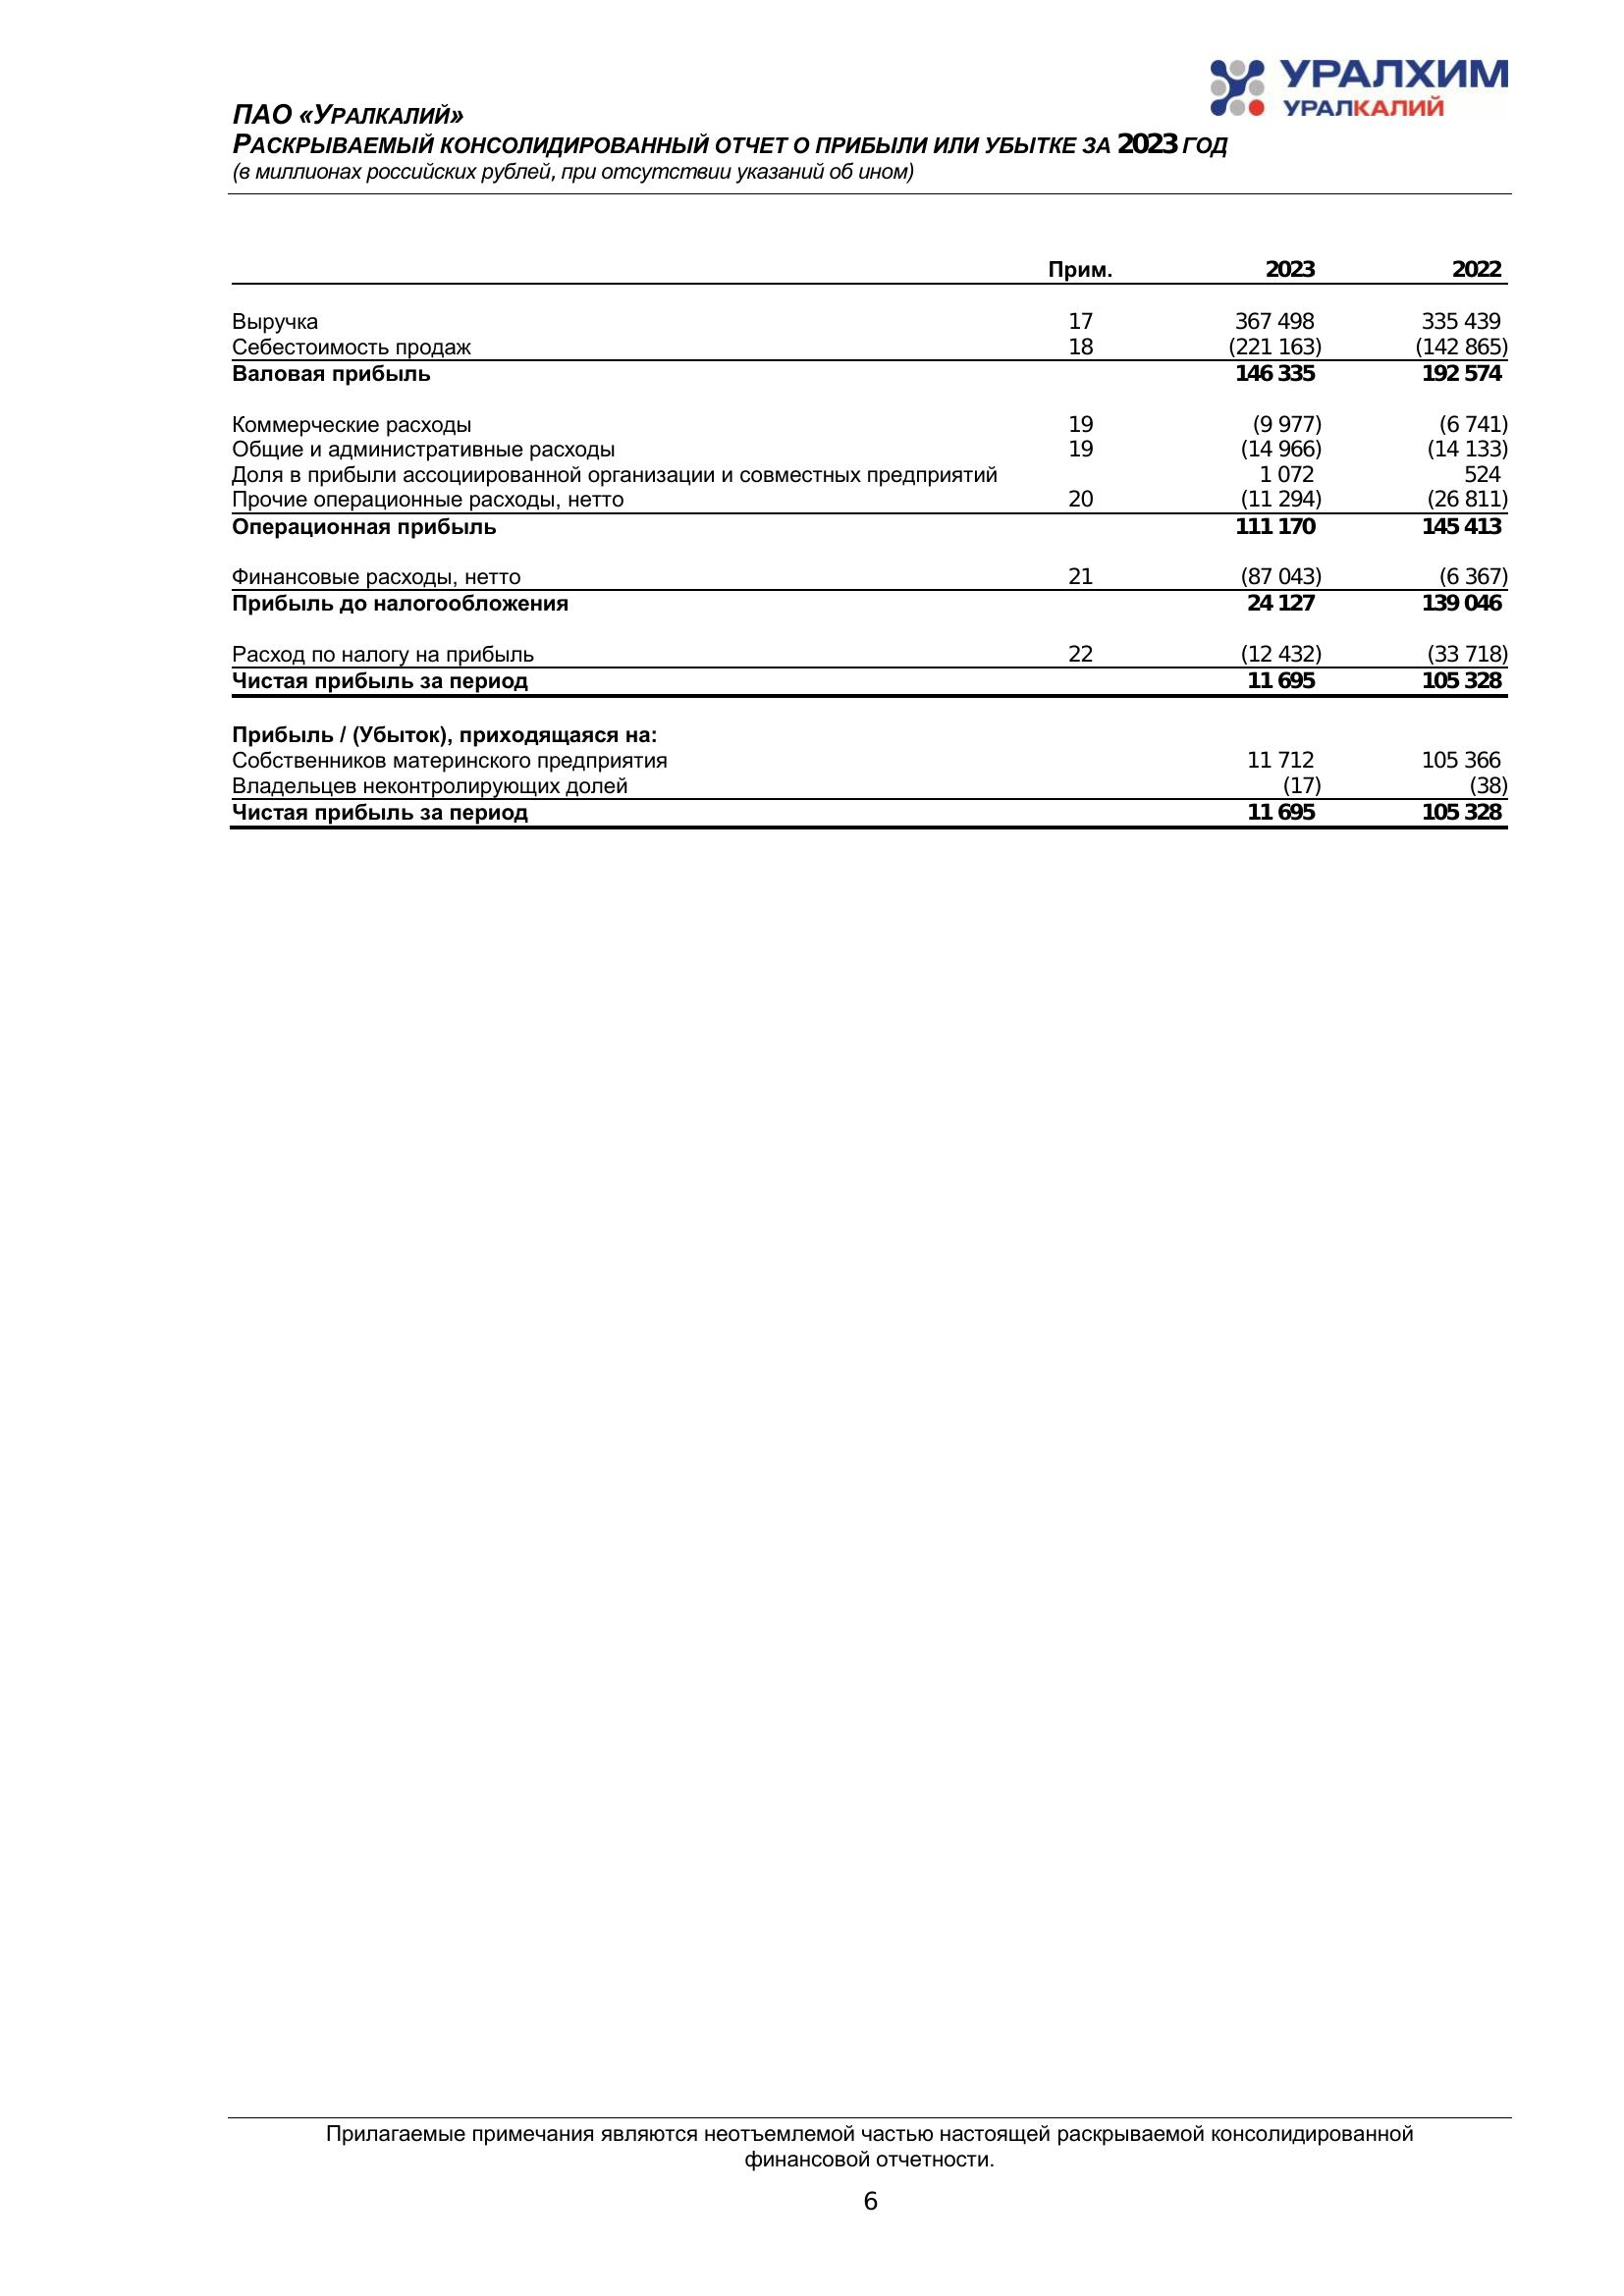 УРАЛХИМ
УРАЛКАЛИЙ
ПАО «УРАЛКАЛИЙ»
РАСКРЫВАЕМЫЙ КОНСОЛИДИРОВАННЫЙ ОТЧЕТ О ПРИБЫЛИ ИЛИ УБЫТКЕ ЗА 2023 ГОД
(в миллионах российских рублей, при отсутствии указаний об ином)
Прим. 2023 2022
Выручка 17 367 498 335 439
Себестоимость продаж 18 (221 163) (142 865)
Валовая прибыль 146 335 192 574
Коммерческие расходы 19 (9 977) (6 741)
Общие и административные расходы 19 (14 966) (14 133)
Доля в прибыли ассоциированной организации и совместных предприятий 1 072 524
Прочие операционные расходы, нетто 20 (11 294) (26 811)
Операционная прибыль 111 170 145 413
Финансовые расходы, нетто 21 (87 043) (6 367)
Прибыль до налогообложения 24 127 139 046
Расход по налогу на прибыль 22 (12 432) (33 718)
Чистая прибыль за период 11 695 105 328
Прибыль / (Убыток), приходящаяся на:
Собственников материнского предприятия 11 712 105 366
Владельцев неконтролирующих долей (17) (38)
Чистая прибыль за период 11 695 105 328
Прилагаемые примечания являются неотъемлемой частью настоящей раскрываемой консолидированной
финансовой отчетности.
6